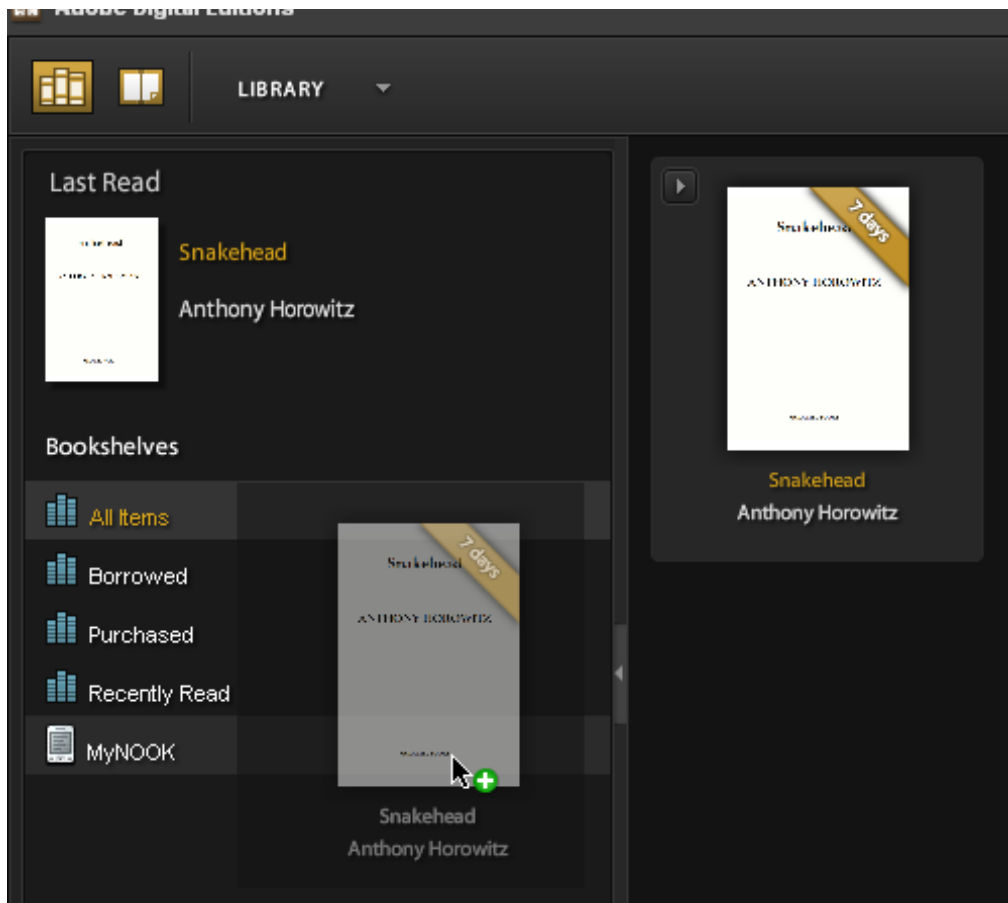 Adobe Digital Editions
LIBRARY
Last Read
Snakehead
Anthony Horowitz
Bookshelves
All Items
Borrowed
Purchased
Recently Read
MyNOOK
Snakehead
7 days
ANTHONY HOROWITZ
Snakehead
Anthony Horowitz
Snakehead
7 days
ANTHONY HOROWITZ
Snakehead
Anthony Horowitz